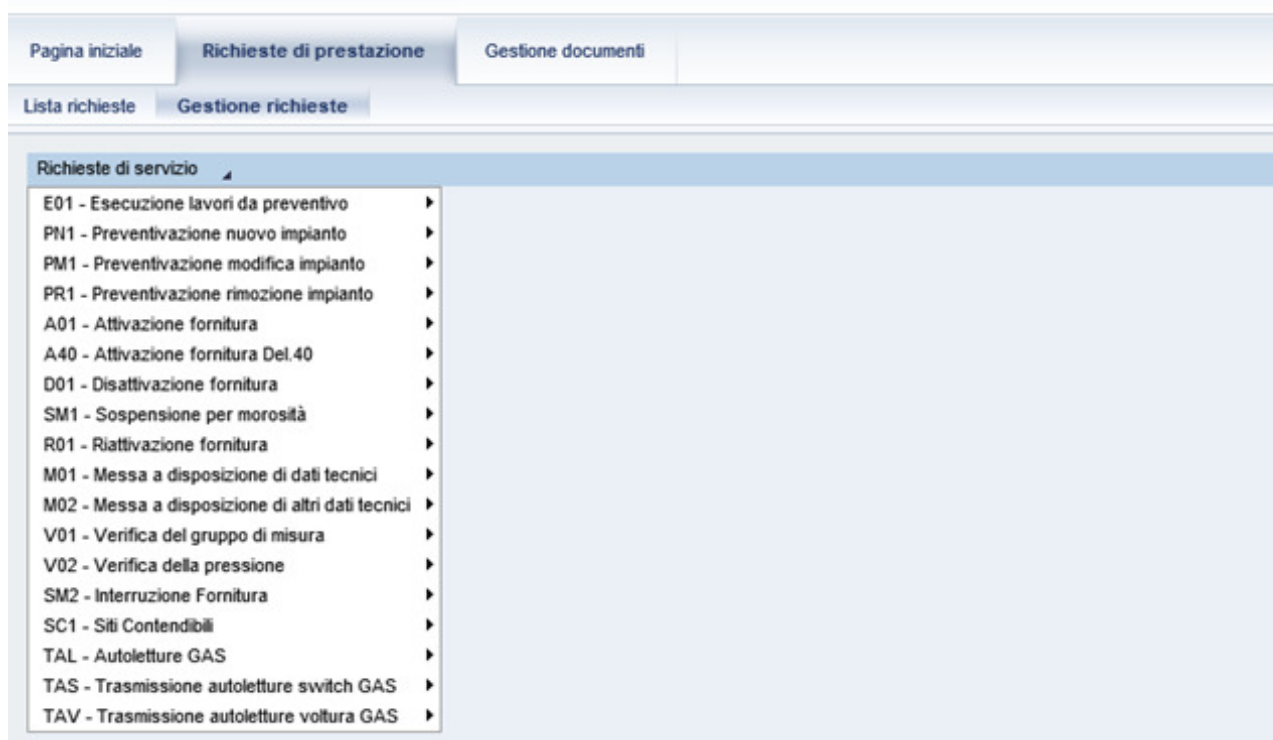 Pagina iniziale Richieste di prestazione Gestione documenti
Lista richieste Gestione richieste
Richieste di servizio
E01 - Esecuzione lavori da preventivo
PN1 - Preventivazione nuovo impianto
PM1 - Preventivazione modifica impianto
PR1 - Preventivazione rimozione impianto
A01 - Attivazione fornitura
A40 - Attivazione fornitura Del.40
D01 - Disattivazione fornitura
SM1 - Sospensione per morosità
R01 - Riattivazione fornitura
M01 - Messa a disposizione di dati tecnici
M02 - Messa a disposizione di altri dati tecnici
V01 - Verifica del gruppo di misura
V02 - Verifica della pressione
SM2 - Interruzione Fornitura
SC1 - Siti Contendibili
TAL - Autoletture GAS
TAS - Trasmissione autoletture switch GAS
TAV - Trasmissione autoletture voltura GAS